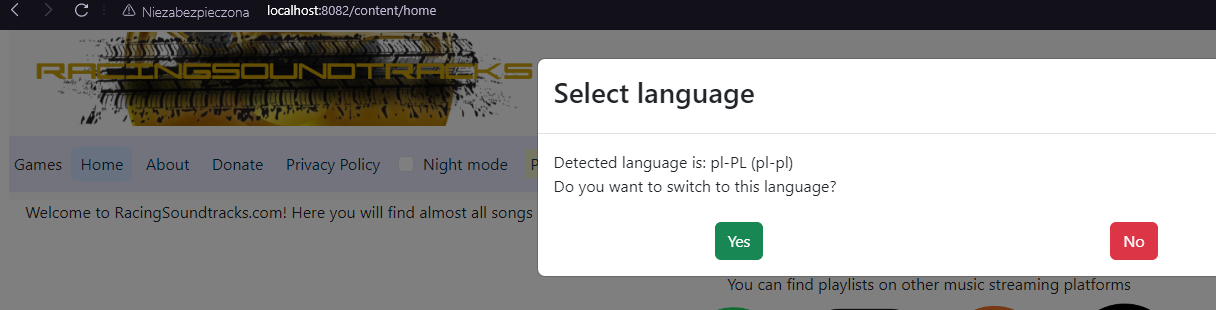 Niezabezpieczona localhost:8082/content/home
RACINGSOUNDTRACKS
Select language
Detected language is: pl-PL (pl-pl)
Do you want to switch to this language?
Yes No
Games Home About Donate Privacy Policy Night mode P
Welcome to RacingSoundtracks.com! Here you will find almost all songs
You can find playlists on other music streaming platforms